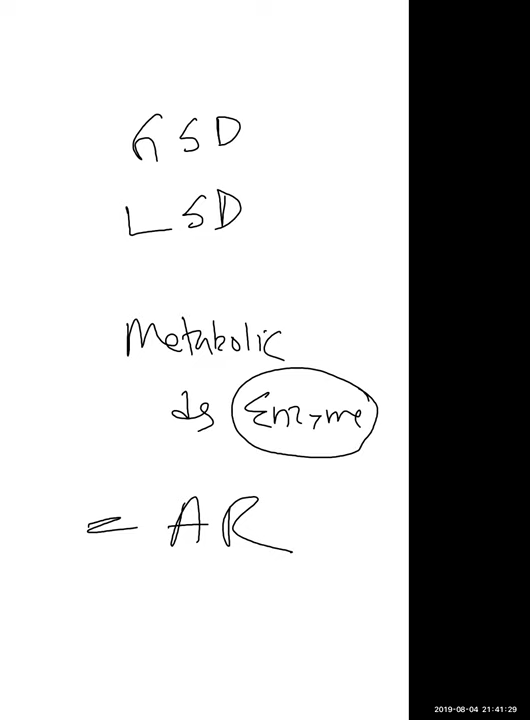 GSD
LSD
Metabolic
ds Enzyme
= AR
2019-08-04 21:41:29